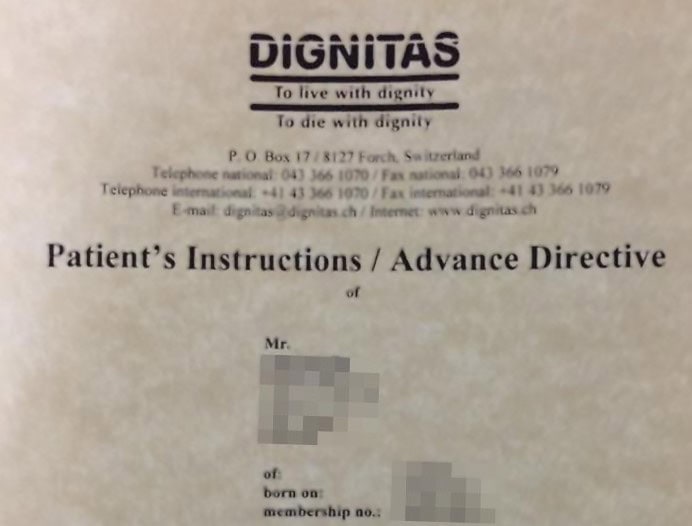 DIGNITAS
To live with dignity
To die with dignity
P. O. Box 17 / 8127 Forch, Switzerland
Telephone national: 043 366 1070 / Fax national: 043 366 1079
Telephone international: +41 43 366 1070 / Fax international: +41 43 366 1079
E-mail: dignitas@dignitas.ch / Internet: www.dignitas.ch
Patient's Instructions / Advance Directive
of
Mr.
of:
born on:
membership no.: